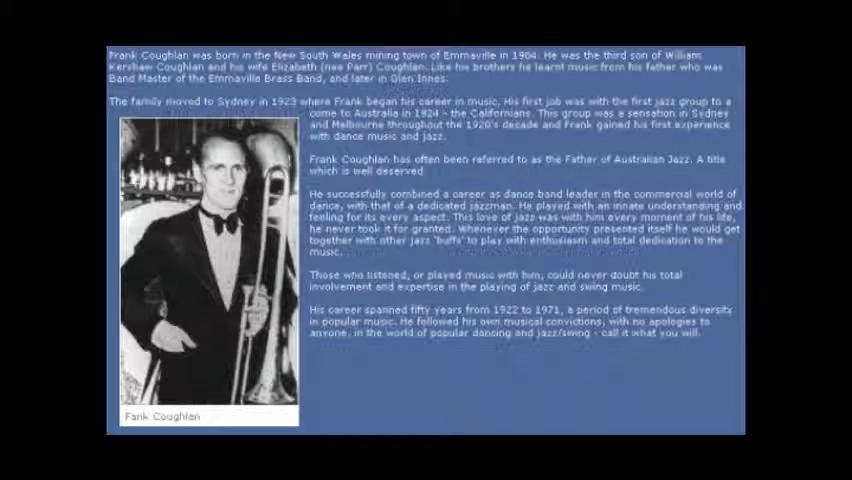 Frank Coughlan was born in the New South Wales mining town of Emmaville in 1904. He was the third son of William
Kershaw Coughlan and his wife Elizabeth (nee Parr) Coughlan. Like his brothers he learnt music from his father who was
Band Master of the Emmaville Brass Band, and later in Glen Innes.
The family moved to Sydney in 1923 where Frank began his career in music. His first job was with the first jazz group to a
come to Australia in 1924 - the Californians. This group was a sensation in Sydney
and Melbourne throughout the 1920's decade and Frank gained his first experience
with dance music and jazz.
Frank Coughlan has often been referred to as the Father of Australian Jazz. A title
which is well deserved
He successfully combined a career as dance band leader in the commercial world of
dance, with that of a dedicated jazzman. He played with an innate understanding and
feeling for its every aspect. This love of jazz was with him every moment of his life,
he never took it for granted. Whenever the opportunity presented itself he would get
together with other jazz 'buffs' to play with enthusiasm and total dedication to the
music.
Those who listened, or played music with him, could never doubt his total
involvement and expertise in the playing of jazz and swing music.
His career spanned fifty years from 1922 to 1971, a period of tremendous diversity
in popular music. He followed his own musical convictions, with no apologies to
anyone, in the world of popular dancing and jazz/swing - call it what you will.
Fank Coughlan